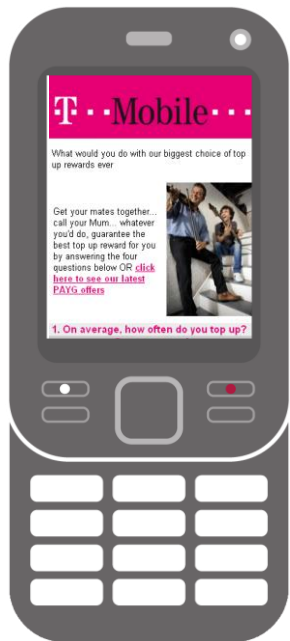 T··Mobile···
What would you do with our biggest choice of top
up rewards ever
Get your mates together...
call your Mum... whatever
you'd do, guarantee the
best top up reward for you
by answering the four
questions below OR click
here to see our latest
PAYG offers
1. On average, how often do you top up?